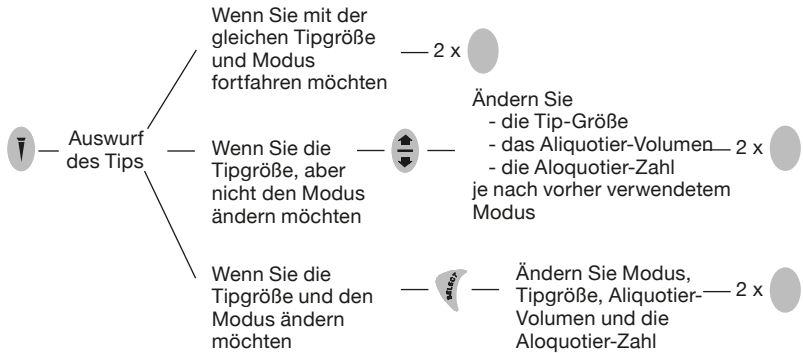 Wenn Sie mit der
gleichen Tipgröße
und Modus
fortfahren möchten
2 x
Auswurf
des Tips
Wenn Sie die
Tipgröße, aber
nicht den Modus
ändern möchten
Ändern Sie
- die Tip-Größe
- das Aliquotier-Volumen
- die Aloquotier-Zahl
je nach vorher verwendetem
Modus
2 x
Wenn Sie die
Tipgröße und den
Modus ändern
möchten
SELECT
Ändern Sie Modus,
Tipgröße, Aliquotier-
Volumen und die
Aloquotier-Zahl
2 x